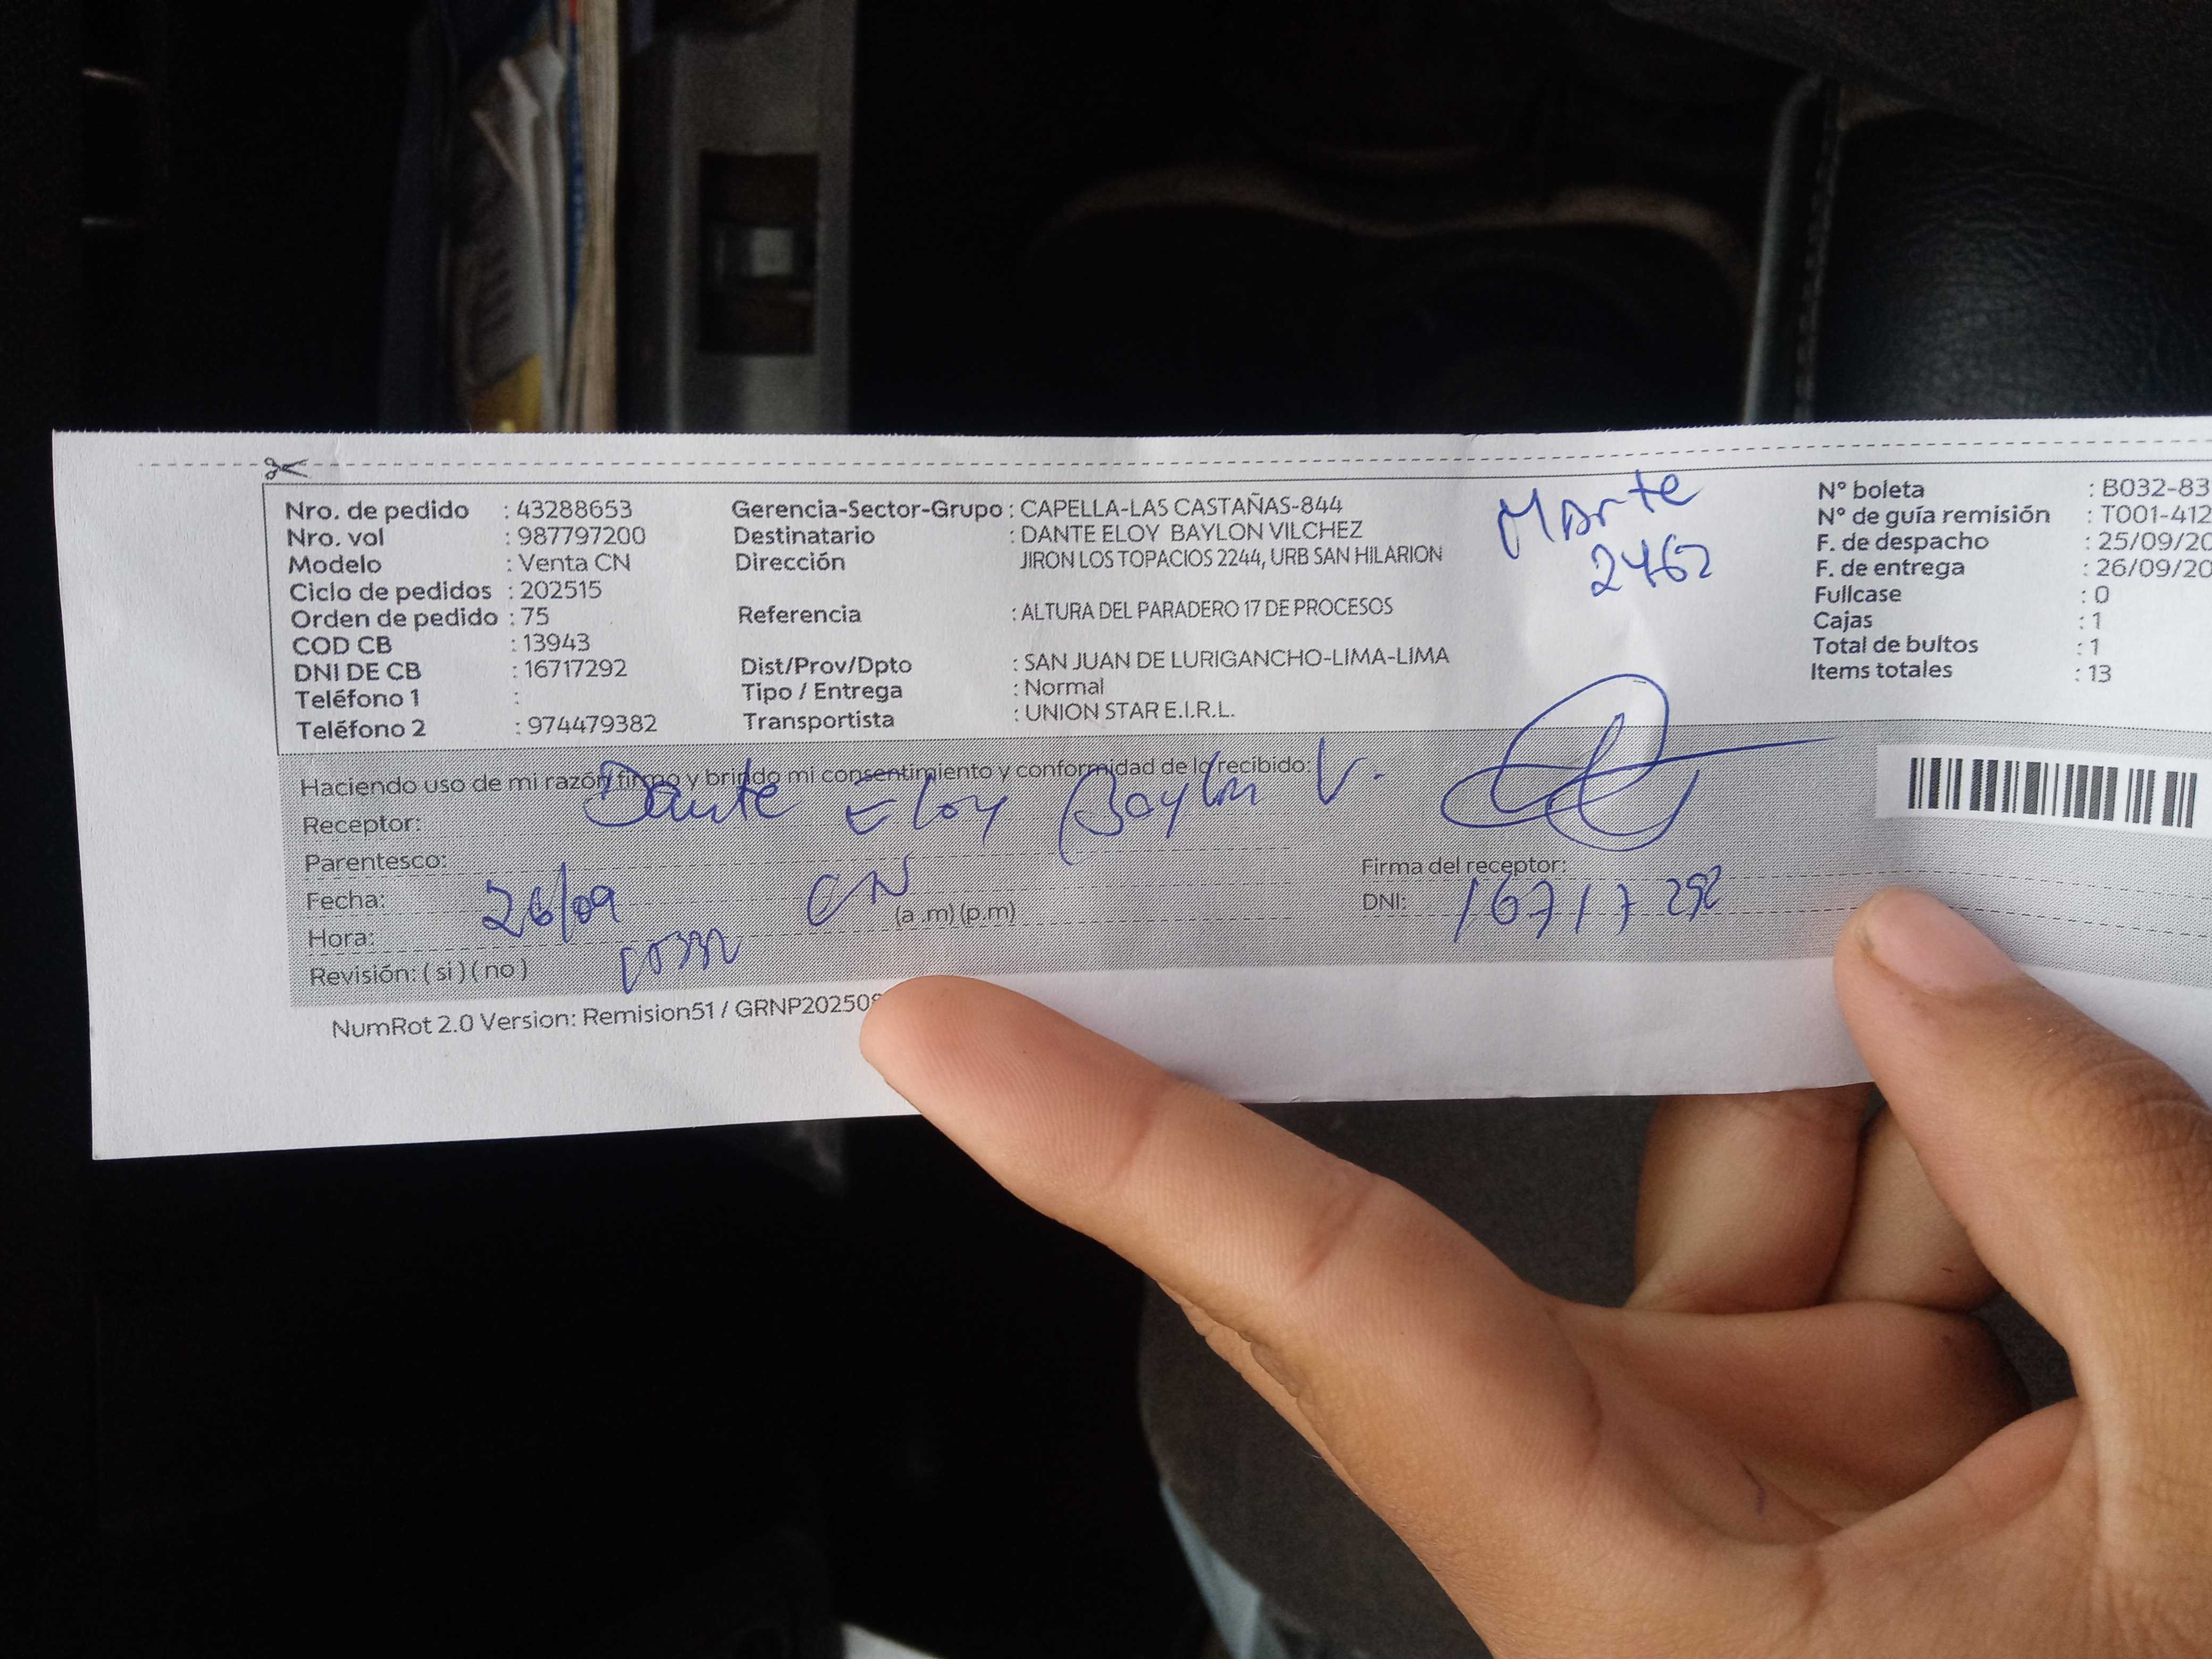 Nro. de pedido : 43288653
Nro. vol : 987797200
Modelo : Venta CN
Ciclo de pedidos : 202515
Orden de pedido : 75
COD CB : 13943
DNI DE CB : 16717292
Teléfono 1 :
Teléfono 2 : 974479382
Gerencia-Sector-Grupo : CAPELLA-LAS CASTAÑAS-844
Destinatario : DANTE ELOY BAYLON VILCHEZ
Dirección JIRON LOS TOPACIOS 2244, URB SAN HILARION
Referencia : ALTURA DEL PARADERO 17 DE PROCESOS
Dist/Prov/Dpto : SAN JUAN DE LURIGANCHO-LIMA-LIMA
Tipo / Entrega : Normal
Transportista : UNION STAR E.I.R.L.
Marte
2462
N° boleta : B032-83
N° de guía remisión : T001-412
F. de despacho : 25/09/20
F. de entrega : 26/09/20
Fullcase : 0
Cajas : 1
Total de bultos : 1
Items totales : 13
Haciendo uso de mi razón firmo y brindo mi consentimiento y conformidad de lo recibido:
Receptor: Dante Eloy Baylon V.
Parentesco:
Fecha: 26/09 CN
Hora: (a .m) (p.m)
Revisión: ( si ) ( no )
Firma del receptor:
DNI: 16717292
NumRot 2.0 Version: Remision51 / GRNP202508